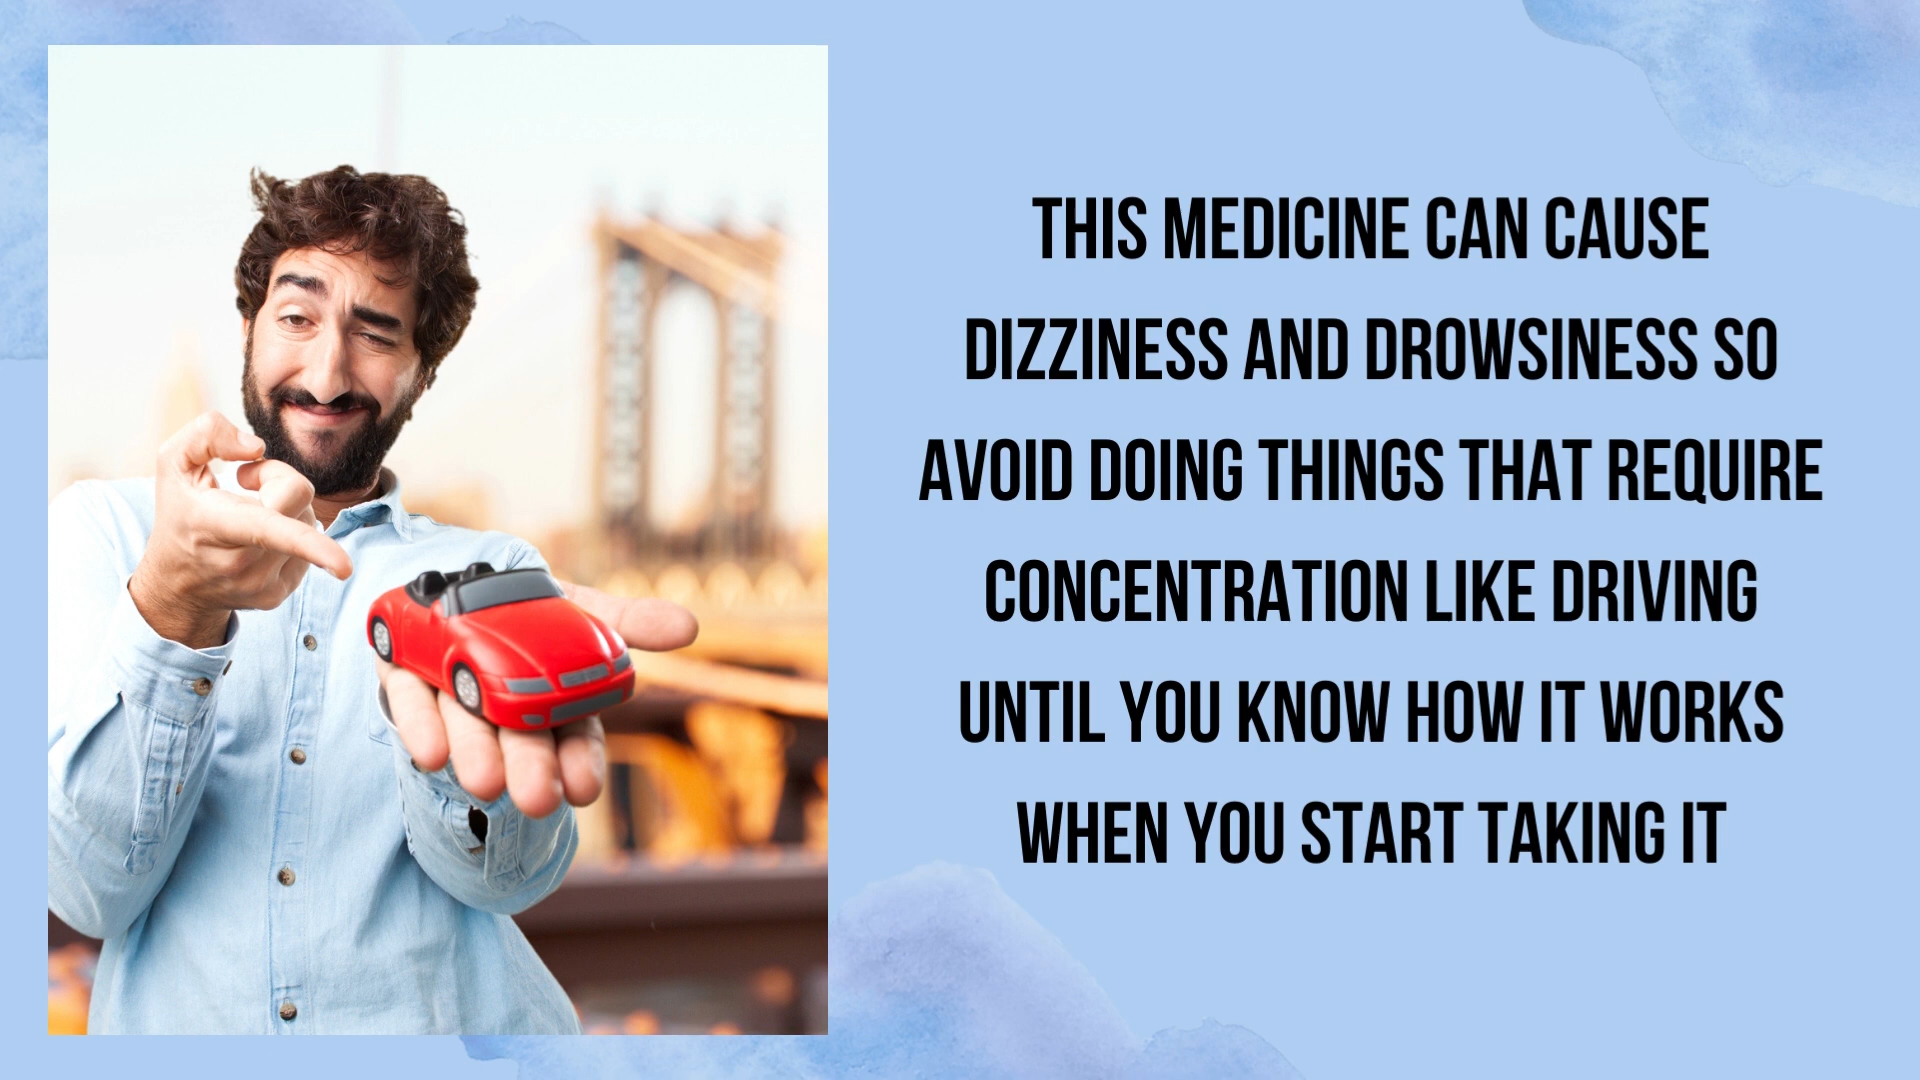 THIS MEDICINE CAN CAUSE
DIZZINESS AND DROWSINESS SO
AVOID DOING THINGS THAT REQUIRE
CONCENTRATION LIKE DRIVING
UNTIL YOU KNOW HOW IT WORKS
WHEN YOU START TAKING IT